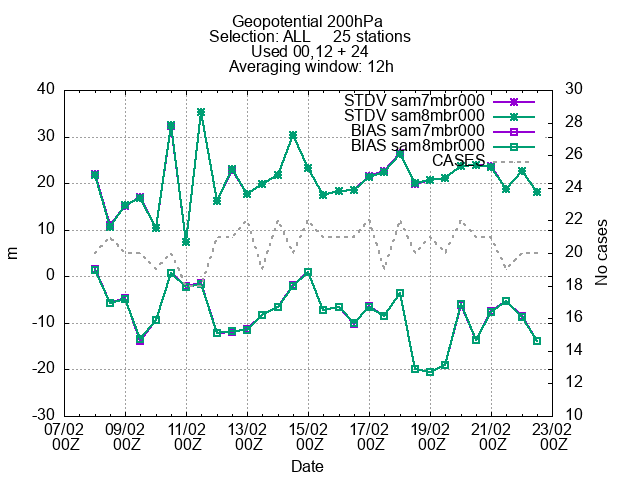 Geopotential 200hPa
Selection: ALL 25 stations
Used 00,12 + 24
Averaging window: 12h
STDV sam7mbr000
STDV sam8mbr000
BIAS sam7mbr000
BIAS sam8mbr000
CASES
40
30
20
10
0
-10
-20
-30
m
30
28
26
24
22
20
18
16
14
12
10
No cases
07/02 09/02 11/02 13/02 15/02 17/02 19/02 21/02 23/02
00Z 00Z 00Z 00Z 00Z 00Z 00Z 00Z 00Z
Date